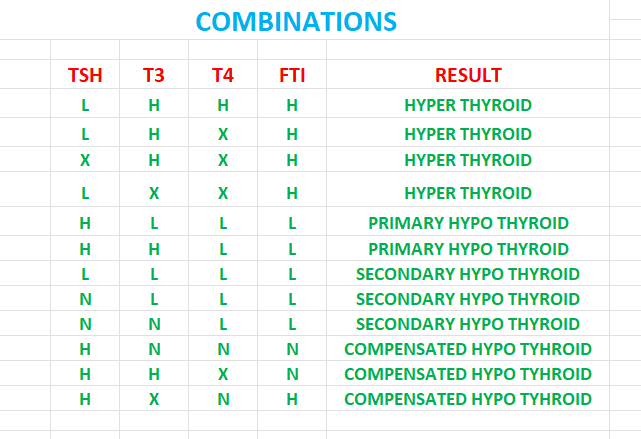 COMBINATIONS
TSH T3 T4 FTI RESULT
L H H H HYPER THYROID
L H X H HYPER THYROID
X H X H HYPER THYROID
L X X H HYPER THYROID
H L L L PRIMARY HYPO THYROID
H H L L PRIMARY HYPO THYROID
L L L L SECONDARY HYPO THYROID
N L L L SECONDARY HYPO THYROID
N N L L SECONDARY HYPO THYROID
H N N N COMPENSATED HYPO TYHROID
H H X N COMPENSATED HYPO TYHROID
H X N H COMPENSATED HYPO TYHROID